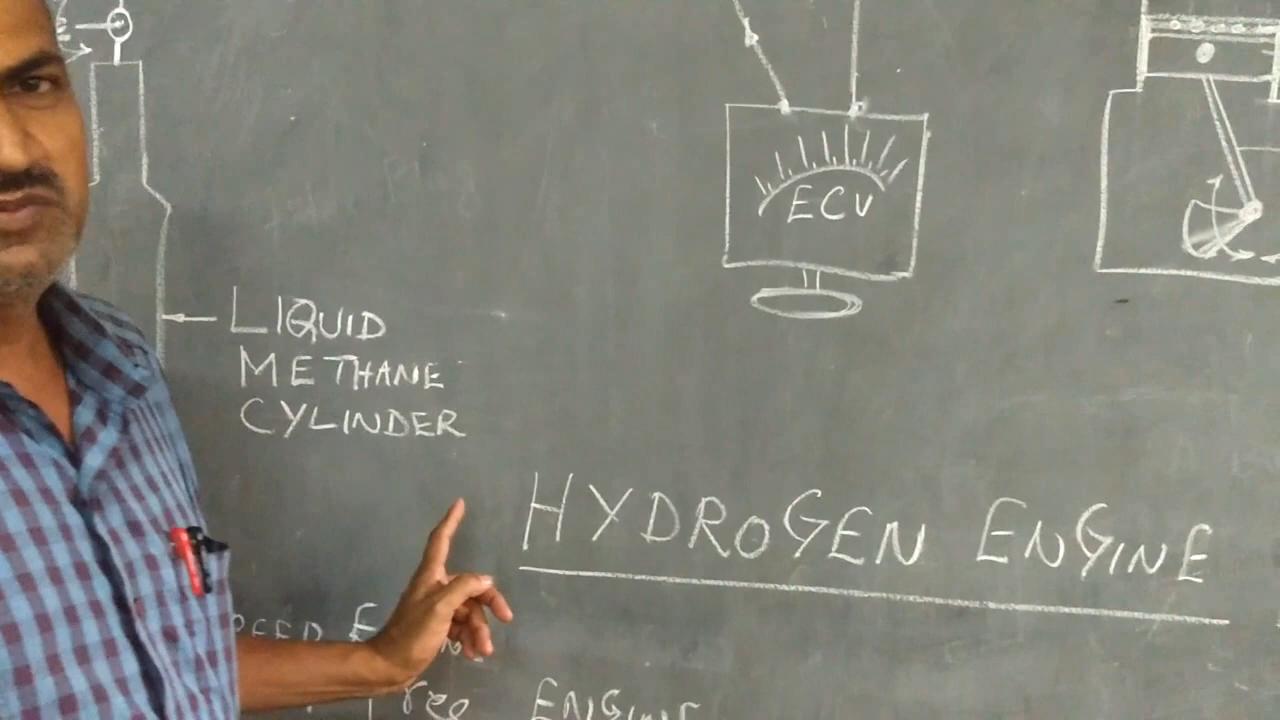 ECU
LIQUID
METHANE
CYLINDER
HYDROGEN ENGINE
ENGINE